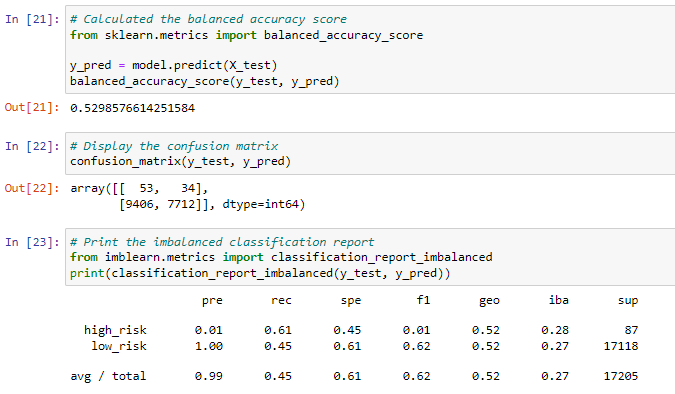 In [21]: # Calculated the balanced accuracy score
from sklearn.metrics import balanced_accuracy_score
y_pred = model.predict(X_test)
balanced_accuracy_score(y_test, y_pred)
Out[21]: 0.5298576614251584
In [22]: # Display the confusion matrix
confusion_matrix(y_test, y_pred)
Out[22]: array([[  53,   34],
[9406, 7712]], dtype=int64)
In [23]: # Print the imbalanced classification report
from imblearn.metrics import classification_report_imbalanced
print(classification_report_imbalanced(y_test, y_pred))
pre rec spe f1 geo iba sup
high_risk 0.01 0.61 0.45 0.01 0.52 0.28 87
low_risk 1.00 0.45 0.61 0.62 0.52 0.27 17118
avg / total 0.99 0.45 0.61 0.62 0.52 0.27 17205